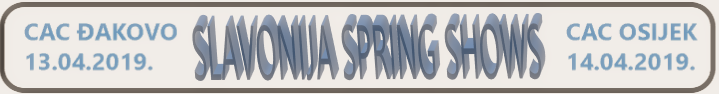 CAC ĐAKOVO
13.04.2019.
SLAVONIJA SPRING SHOWS
CAC OSIJEK
14.04.2019.